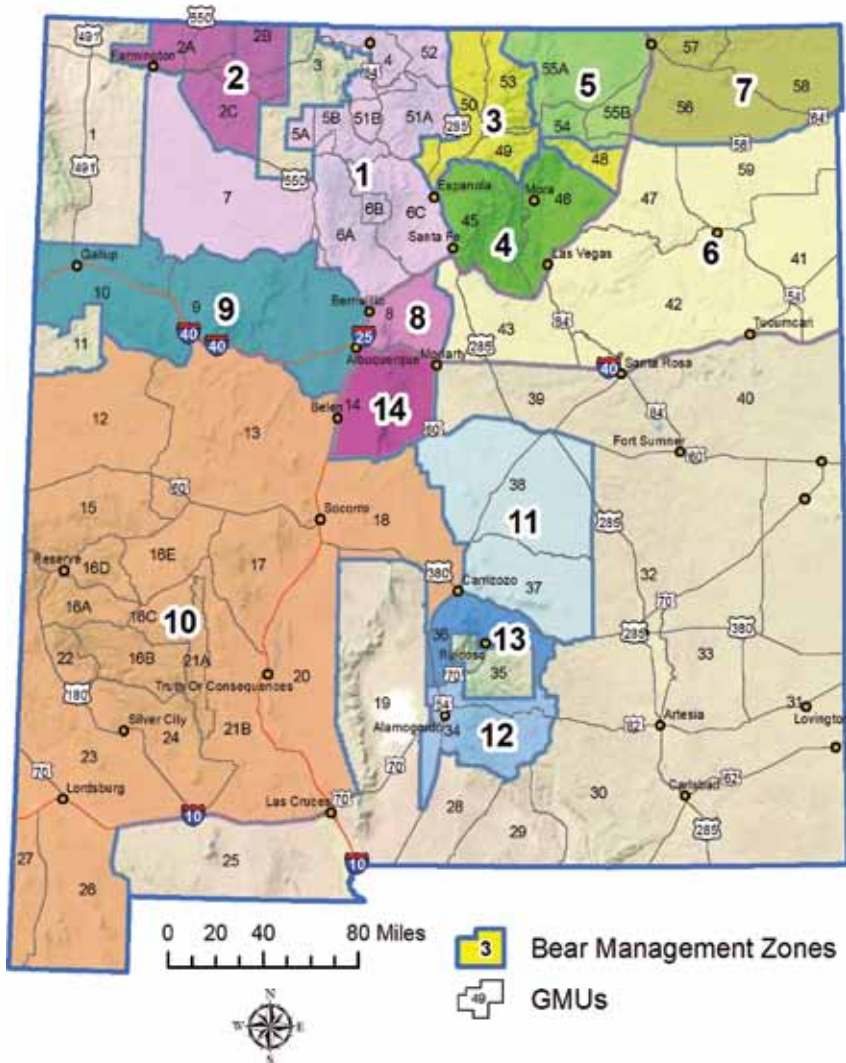 550
491
2A
2B
52
57
Farmington
4
84
3
53
55A
5
2
7
58
2C
50
5A
5B
51B
51A
285
3
54
55B
56
64
1
49
48
56
491
550
1
Espanola
Mora
46
47
59
7
6B
6C
6A
45
4
Santa Fe
6
Gallup
Las Vegas
41
10
9
9
Bernalillo
8
8
42
54
11
40
40
25
43
84
Tucumcari
Albuquerque
Moriarty
285
40
Santa Rosa
12
13
Belen
14
14
60
39
84
40
Fort Sumner
60
60
38
15
Socorro
18
11
285
16E
17
Reserve
16D
380
Carrizozo
37
32
16A
16C
10
70
36
13
285
380
22
16B
21A
20
Ruidoso
70
35
33
Truth Or Consequences
19
180
54
31
Silver City
Alamogordo
34
12
82
Artesia
Lovington
23
24
21B
70
70
62
Lordsburg
28
30
Carlsbad
Las Cruces
70
10
29
285
25
10
27
26
0 20 40 80 Miles
3 Bear Management Zones
49 GMUs
N
W E
S